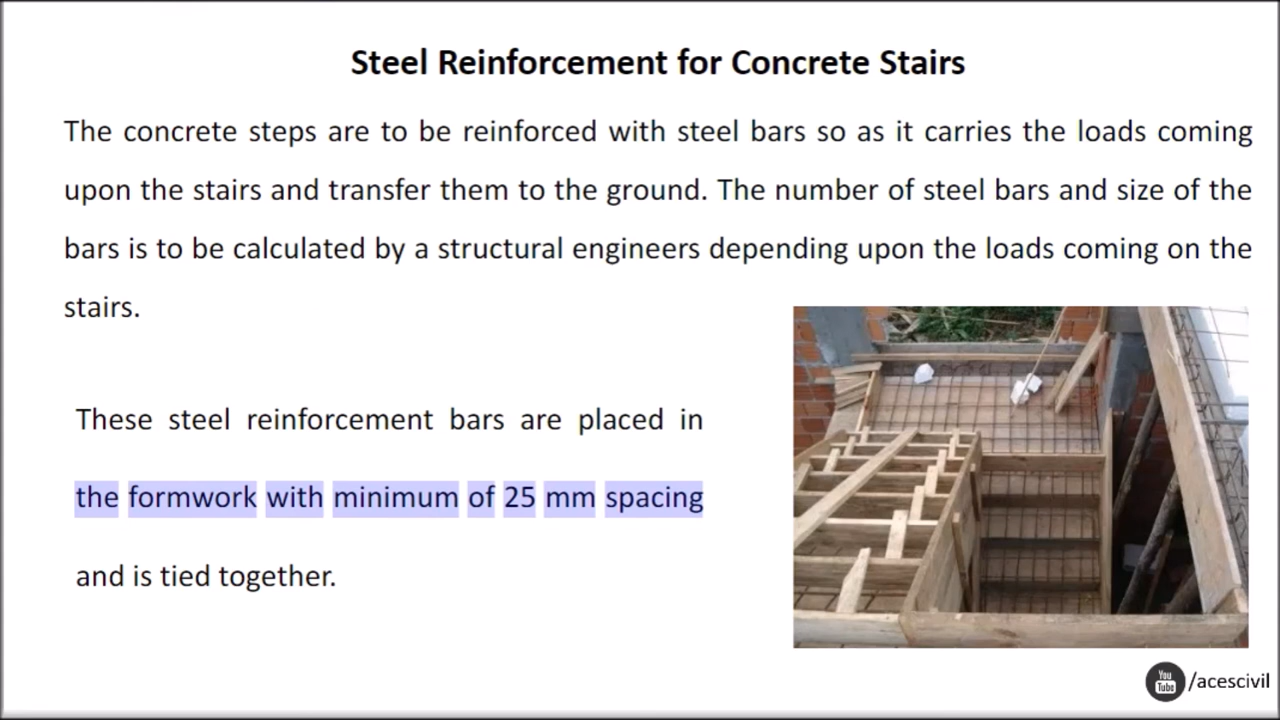 Steel Reinforcement for Concrete Stairs
The concrete steps are to be reinforced with steel bars so as it carries the loads coming
upon the stairs and transfer them to the ground. The number of steel bars and size of the
bars is to be calculated by a structural engineers depending upon the loads coming on the
stairs.
These steel reinforcement bars are placed in
the formwork with minimum of 25 mm spacing
and is tied together.
You
Tube
/acescivil